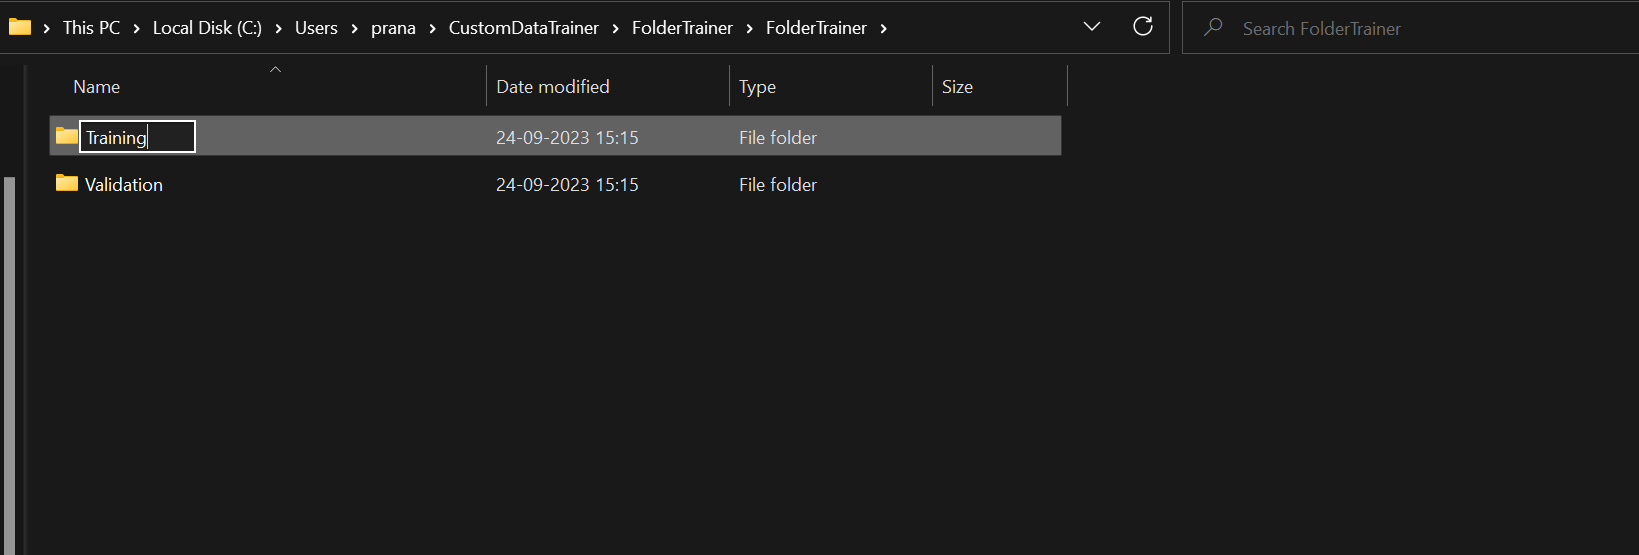 This PC > Local Disk (C:) > Users > prana > CustomDataTrainer > FolderTrainer > FolderTrainer >
Search FolderTrainer
Name Date modified Type Size
Training 24-09-2023 15:15 File folder
Validation 24-09-2023 15:15 File folder